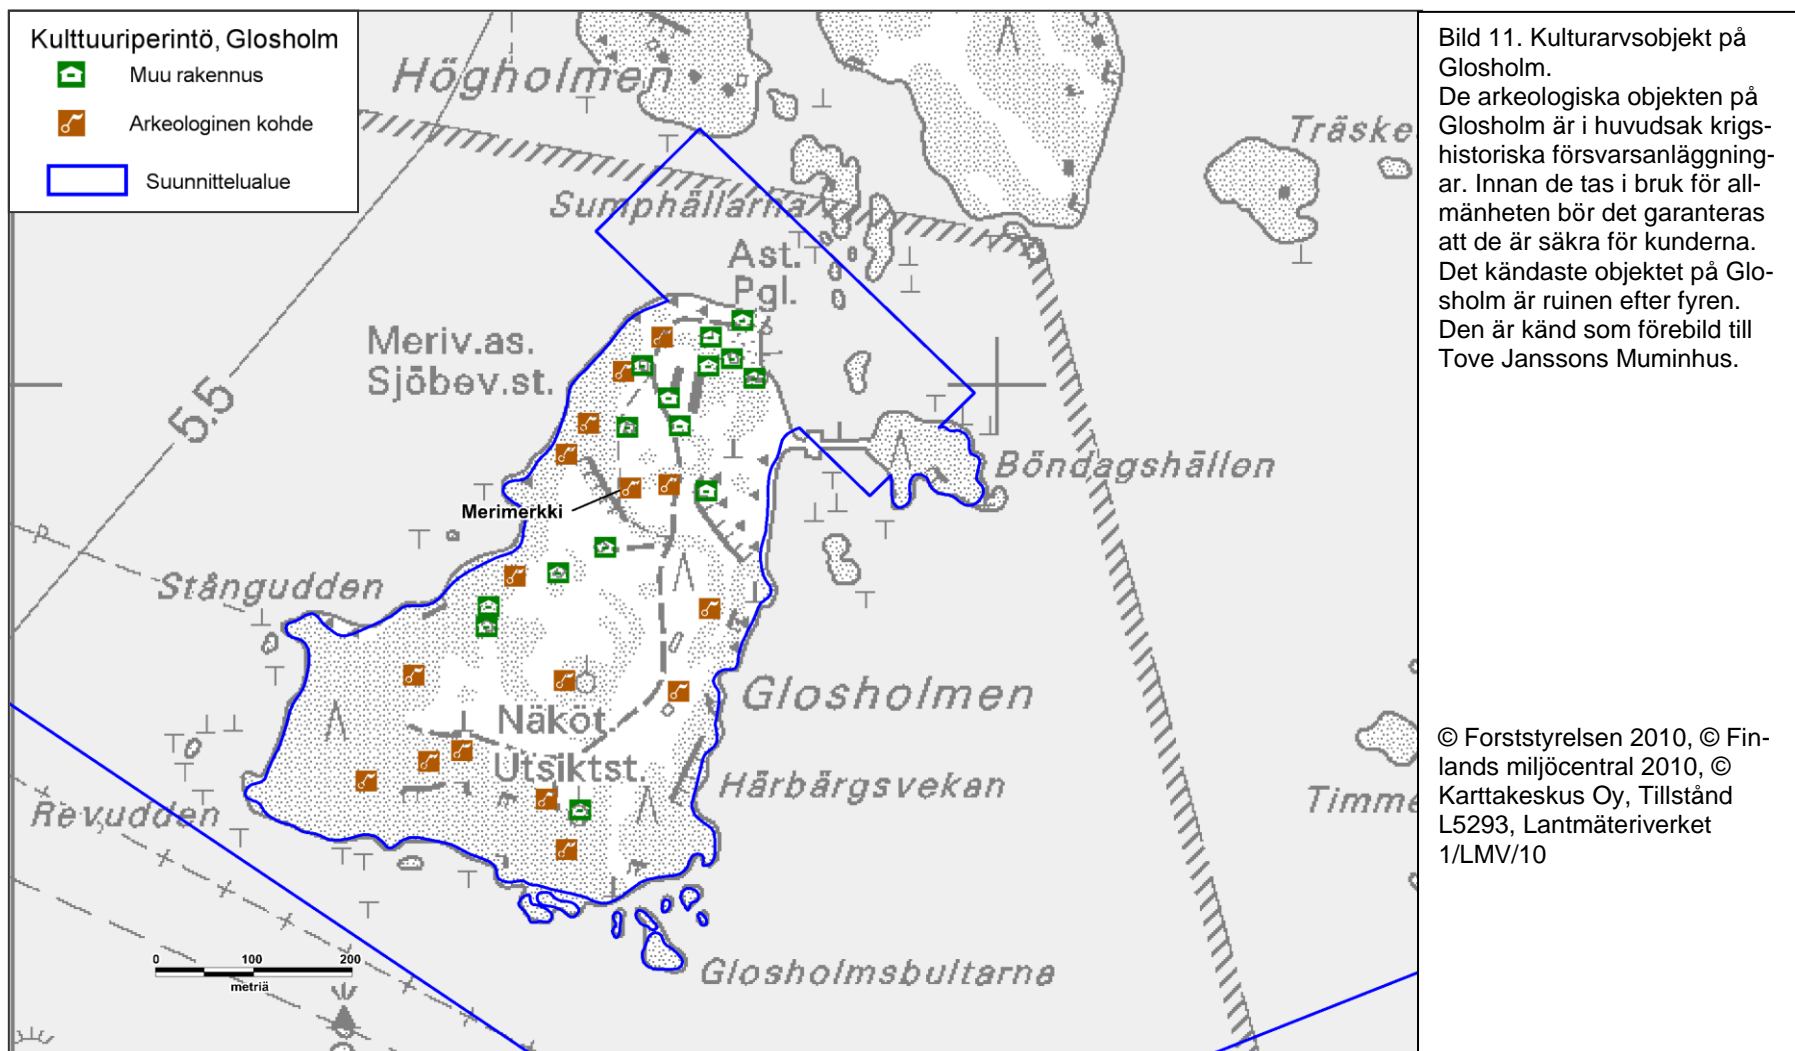 Kulttuuriperintö, Glosholm
Muu rakennus
Arkeologinen kohde
Suunnittelualue
Högholmen
Träske
Sumphällarna
Ast.
Pgl.
Meriv.as.
Sjöbev.st.
5.5
Böndagshällen
Merimerkki
P
Stångudden
Glosholmen
Näköt.
Utsiktst.
Härbärgsvekan
Revudden
Timme
0 100 200
metriä
Glosholmsbultarna
Bild 11. Kulturarvsobjekt på
Glosholm.
De arkeologiska objekten på
Glosholm är i huvudsak krigs-
historiska försvarsanläggning-
ar. Innan de tas i bruk för all-
mänheten bör det garanteras
att de är säkra för kunderna.
Det kändaste objektet på Glo-
sholm är ruinen efter fyren.
Den är känd som förebild till
Tove Janssons Muminhus.
© Forststyrelsen 2010, © Fin-
lands miljöcentral 2010, ©
Karttakeskus Oy, Tillstånd
L5293, Lantmäteriverket
1/LMV/10